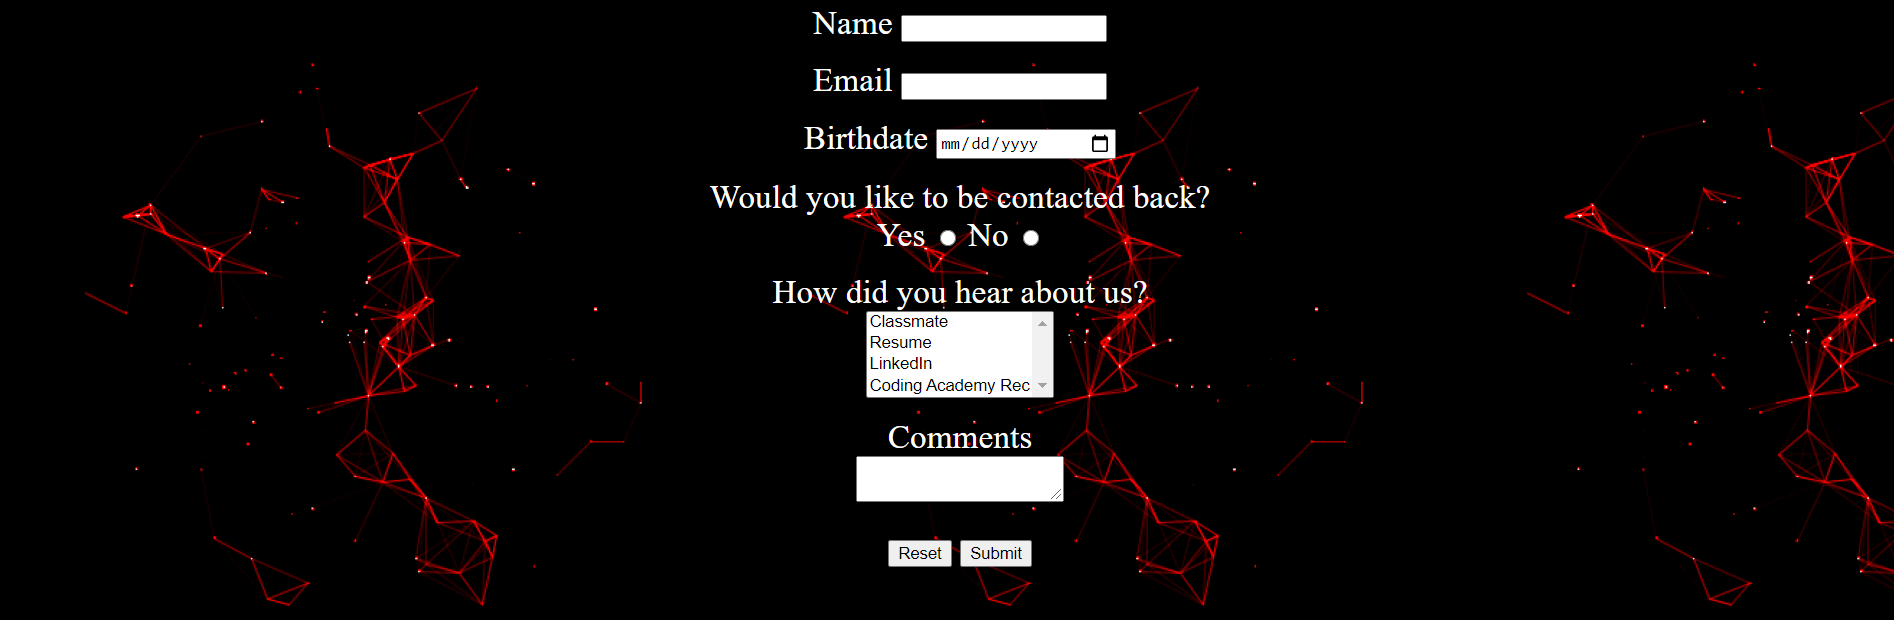 Name
Email
Birthdate mm/dd/yyyy
Would you like to be contacted back?
Yes No
How did you hear about us?
Classmate
Resume
LinkedIn
Coding Academy Rec
Comments
Reset Submit